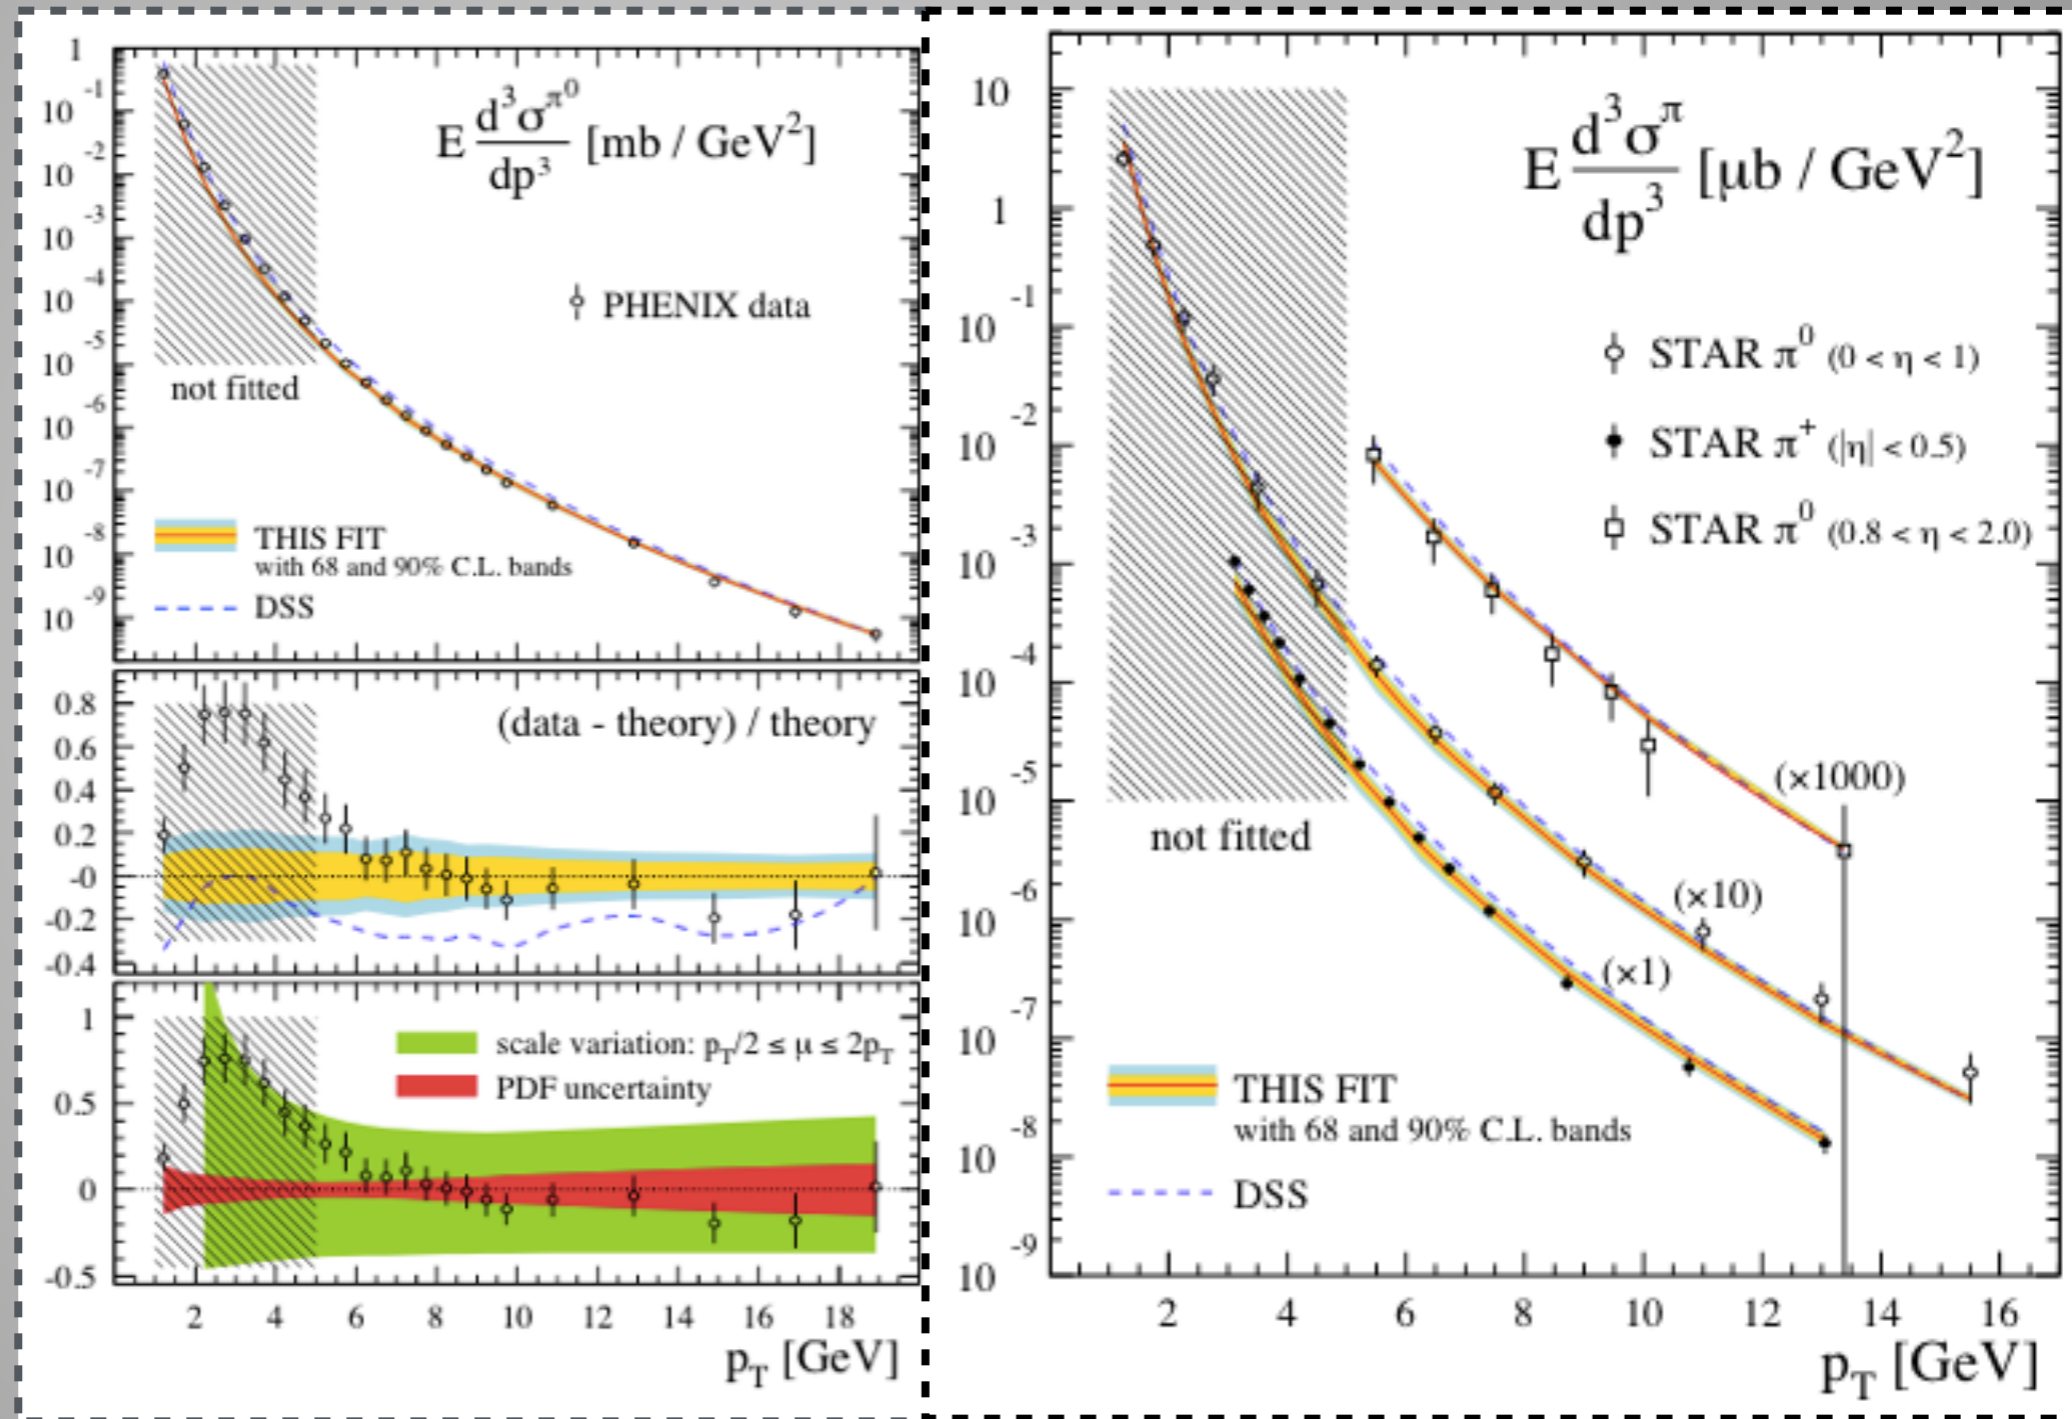 1
10 -1
10 -2
10 -3
10 -4
10 -5
10 -6
10 -7
10 -8
10 -9
E d³σ^π⁰ / dp³ [mb / GeV²]
PHENIX data
not fitted
THIS FIT
with 68 and 90% C.L. bands
DSS
0.8
0.6
0.4
0.2
-0
-0.2
-0.4
(data - theory) / theory
1
0.5
0
-0.5
scale variation: p_T/2 ≤ μ ≤ 2p_T
PDF uncertainty
2 4 6 8 10 12 14 16 18
p_T [GeV]
10
1
10 -1
10 -2
10 -3
10 -4
10 -5
10 -6
10 -7
10 -8
10 -9
E d³σ^π / dp³ [μb / GeV²]
STAR π⁰ (0 < η < 1)
STAR π⁺ (|η| < 0.5)
STAR π⁰ (0.8 < η < 2.0)
(×1000)
not fitted
(×10)
(×1)
THIS FIT
with 68 and 90% C.L. bands
DSS
2 4 6 8 10 12 14 16
p_T [GeV]